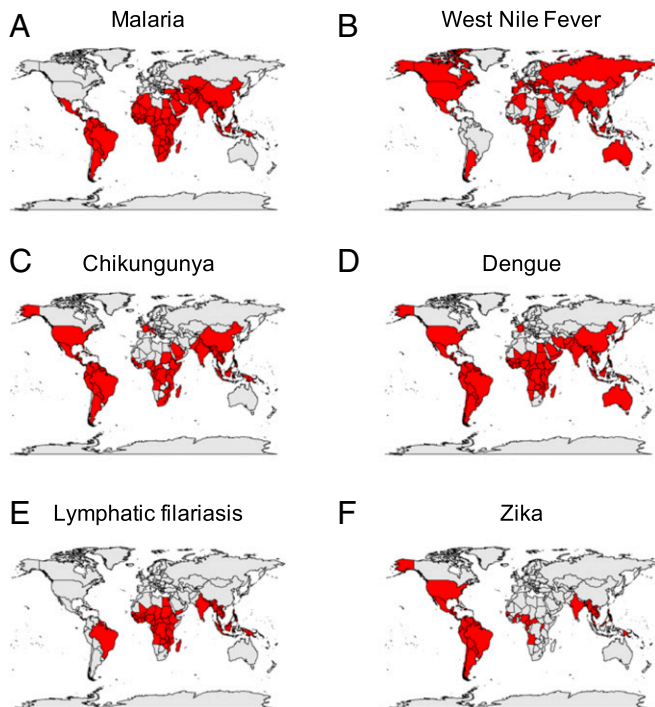 A Malaria
B West Nile Fever
C Chikungunya
D Dengue
E Lymphatic filariasis
F Zika